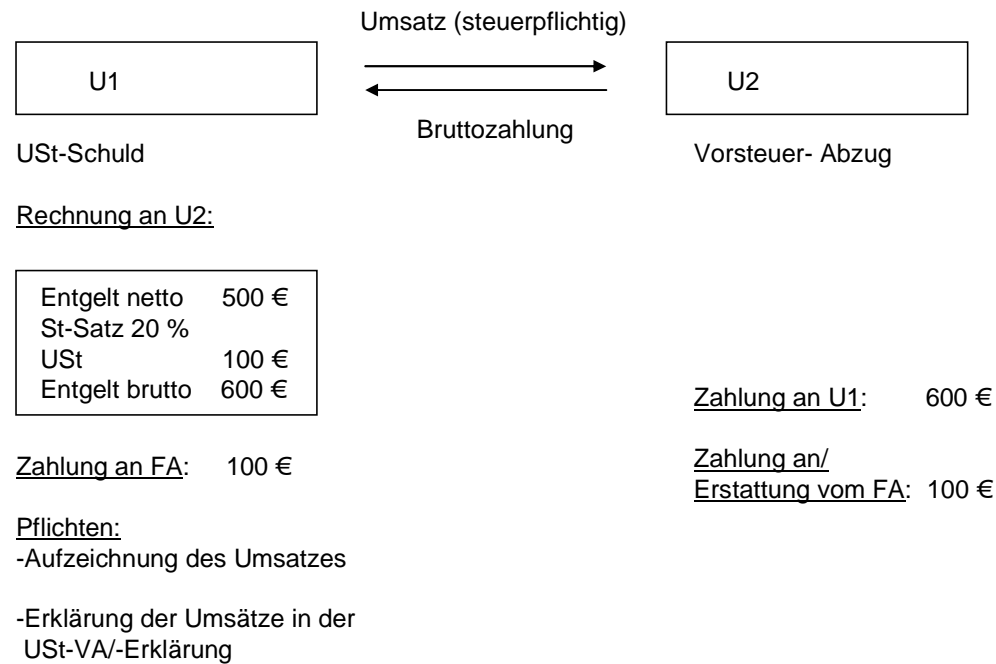 Umsatz (steuerpflichtig)
U1
U2
Bruttozahlung
USt-Schuld
Vorsteuer- Abzug
Rechnung an U2:
Entgelt netto 500 €
St-Satz 20 %
USt 100 €
Entgelt brutto 600 €
Zahlung an U1: 600 €
Zahlung an FA: 100 €
Zahlung an/
Erstattung vom FA: 100 €
Pflichten:
-Aufzeichnung des Umsatzes
-Erklärung der Umsätze in der
USt-VA/-Erklärung